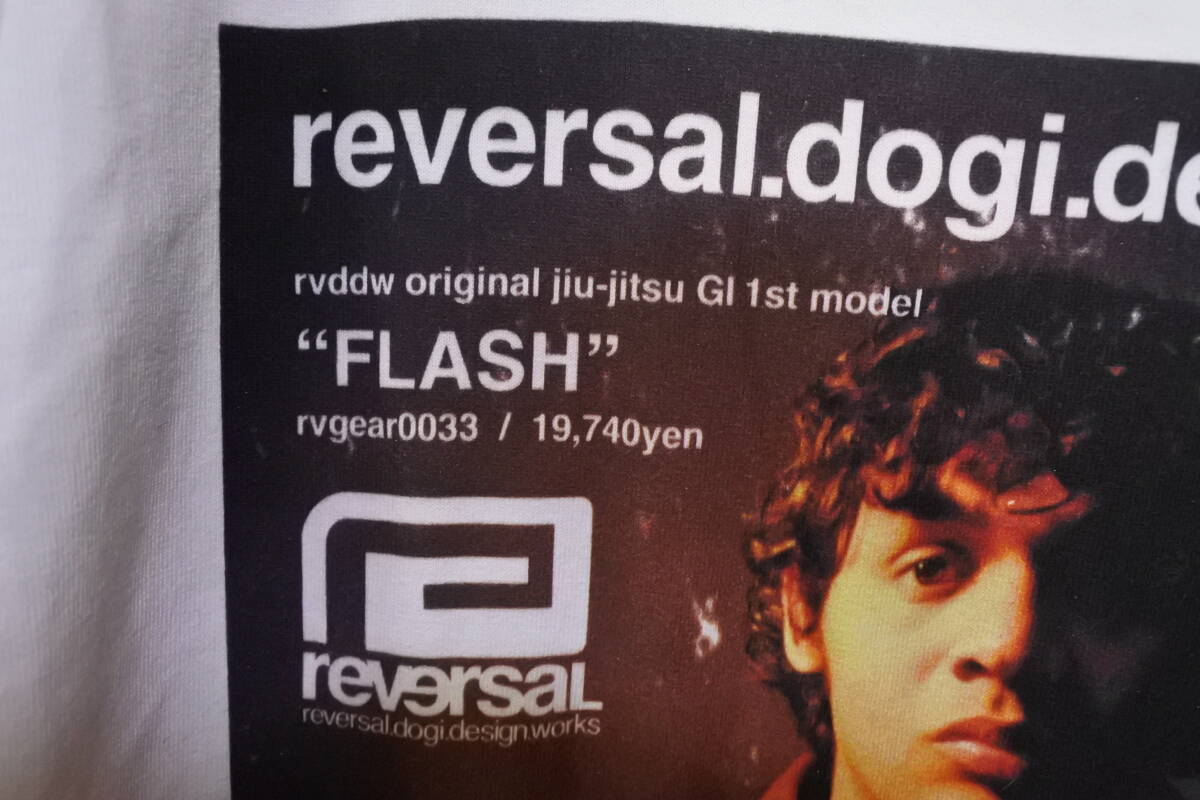 reversal.dogi.de
rvddw original jiu-jitsu GI 1st model
“FLASH”
rvgear0033 / 19,740yen
reversal
reversal.dogi.design.works